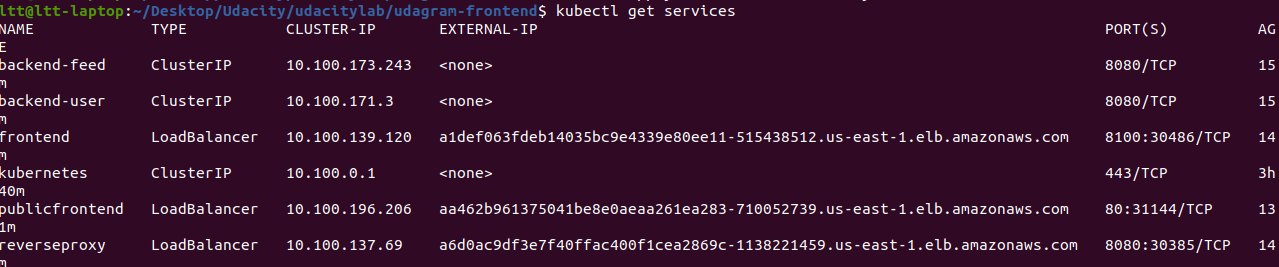 ltt@ltt-laptop:~/Desktop/Udacity/udacitylab/udagram-frontend$ kubectl get services
NAME TYPE CLUSTER-IP EXTERNAL-IP PORT(S) AG
E
backend-feed ClusterIP 10.100.173.243 <none> 8080/TCP 15
m
backend-user ClusterIP 10.100.171.3 <none> 8080/TCP 15
m
frontend LoadBalancer 10.100.139.120 a1def063fdeb14035bc9e4339e80ee11-515438512.us-east-1.elb.amazonaws.com 8100:30486/TCP 14
m
kubernetes ClusterIP 10.100.0.1 <none> 443/TCP 3h
40m
publicfrontend LoadBalancer 10.100.196.206 aa462b961375041be8e0aeaa261ea283-710052739.us-east-1.elb.amazonaws.com 80:31144/TCP 13
1m
reverseproxy LoadBalancer 10.100.137.69 a6d0ac9df3e7f40ffac400f1cea2869c-1138221459.us-east-1.elb.amazonaws.com 8080:30385/TCP 14
m